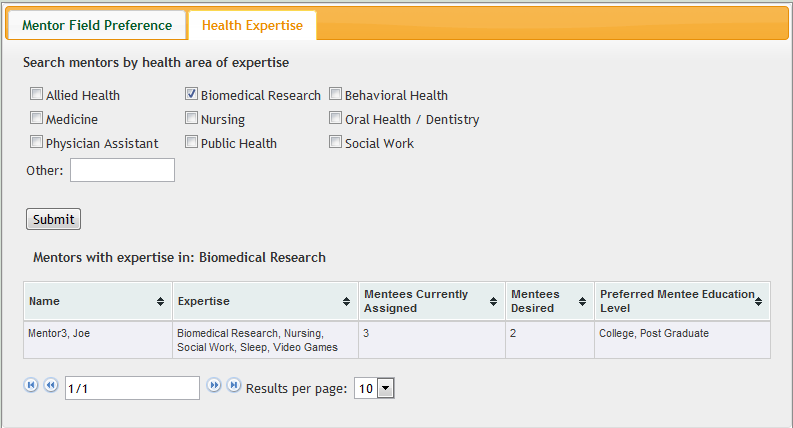 Mentor Field Preference Health Expertise
Search mentors by health area of expertise
Allied Health Biomedical Research Behavioral Health
Medicine Nursing Oral Health / Dentistry
Physician Assistant Public Health Social Work
Other:
Submit
Mentors with expertise in: Biomedical Research
Name Expertise Mentees Currently Assigned Mentees Desired Preferred Mentee Education Level
Mentor3, Joe Biomedical Research, Nursing, Social Work, Sleep, Video Games 3 2 College, Post Graduate
1/1 Results per page: 10